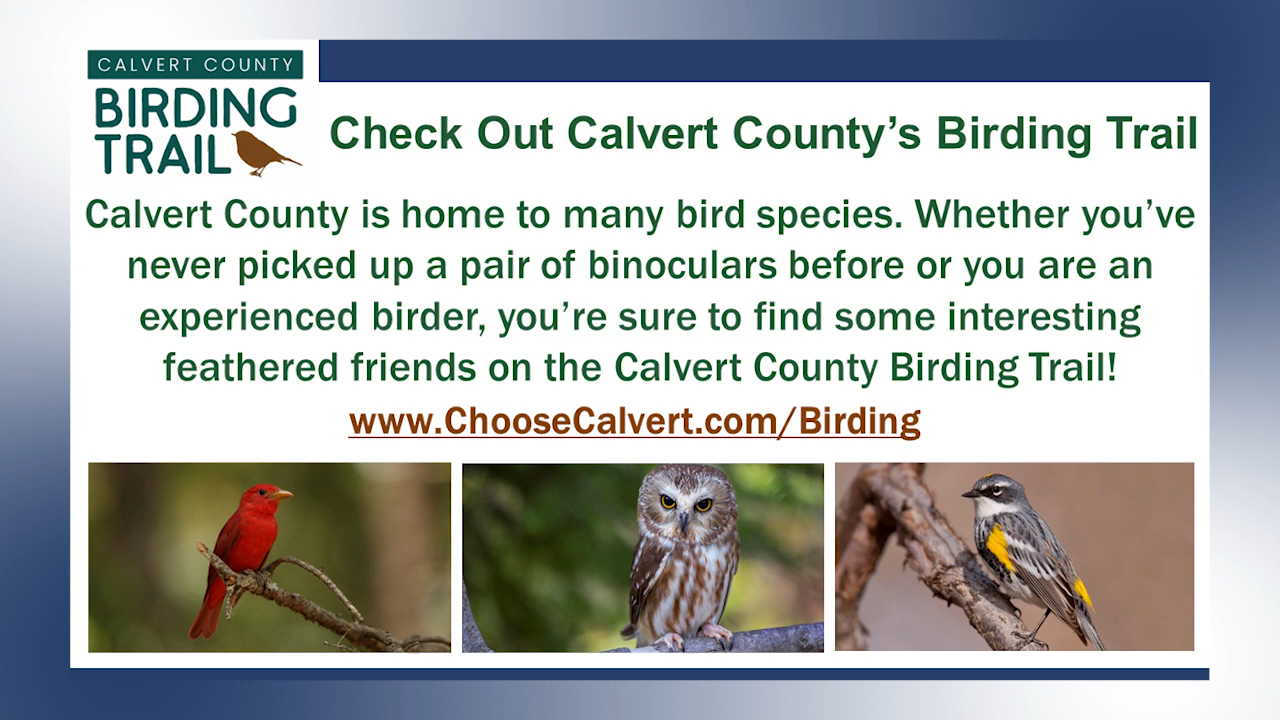 CALVERT COUNTY
BIRDING
TRAIL
Check Out Calvert County’s Birding Trail
Calvert County is home to many bird species. Whether you’ve
never picked up a pair of binoculars before or you are an
experienced birder, you’re sure to find some interesting
feathered friends on the Calvert County Birding Trail!
www.ChooseCalvert.com/Birding